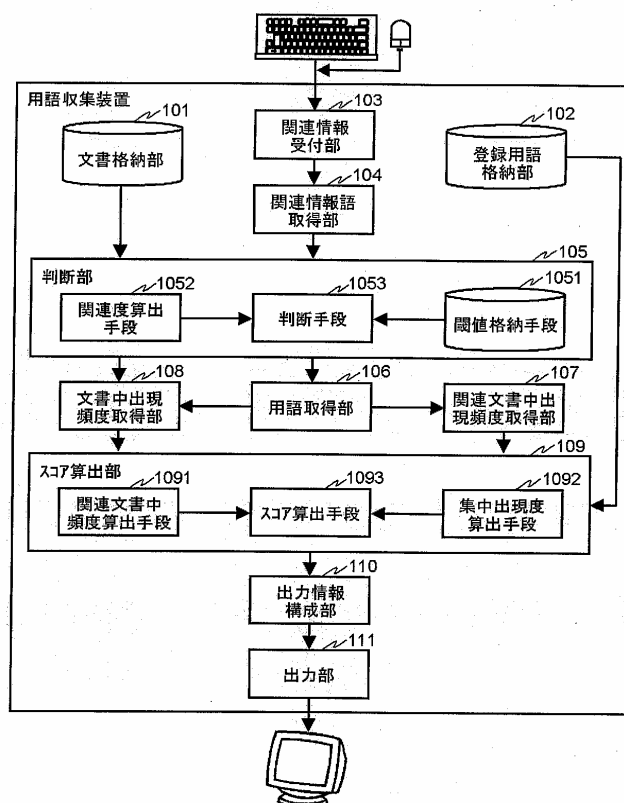 用語収集装置
101
文書格納部
103
関連情報
受付部
102
登録用語
格納部
104
関連情報語
取得部
105
判断部
1052
関連度算出
手段
1053
判断手段
1051
閾値格納手段
108
文書中出現
頻度取得部
106
用語取得部
107
関連文書中出
現頻度取得部
109
スコア算出部
1091
関連文書中
頻度算出手段
1093
スコア算出手段
1092
集中出現度
算出手段
110
出力情報
構成部
111
出力部